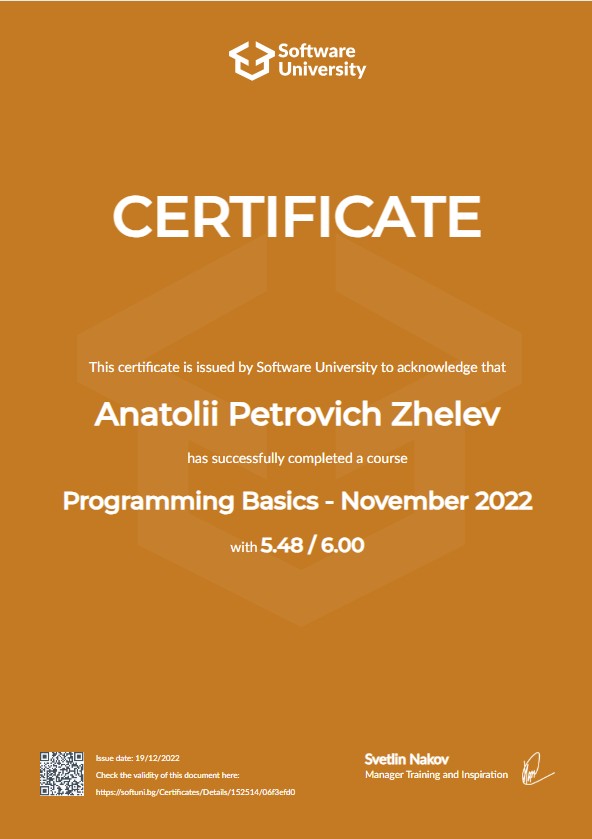 Software
University
CERTIFICATE
This certificate is issued by Software University to acknowledge that
Anatolii Petrovich Zhelev
has successfully completed a course
Programming Basics - November 2022
with 5.48 / 6.00
Issue date: 19/12/2022
Check the validity of this document here:
https://softuni.bg/Certificates/Details/152514/06f3efd0
Svetlin Nakov
Manager Training and Inspiration